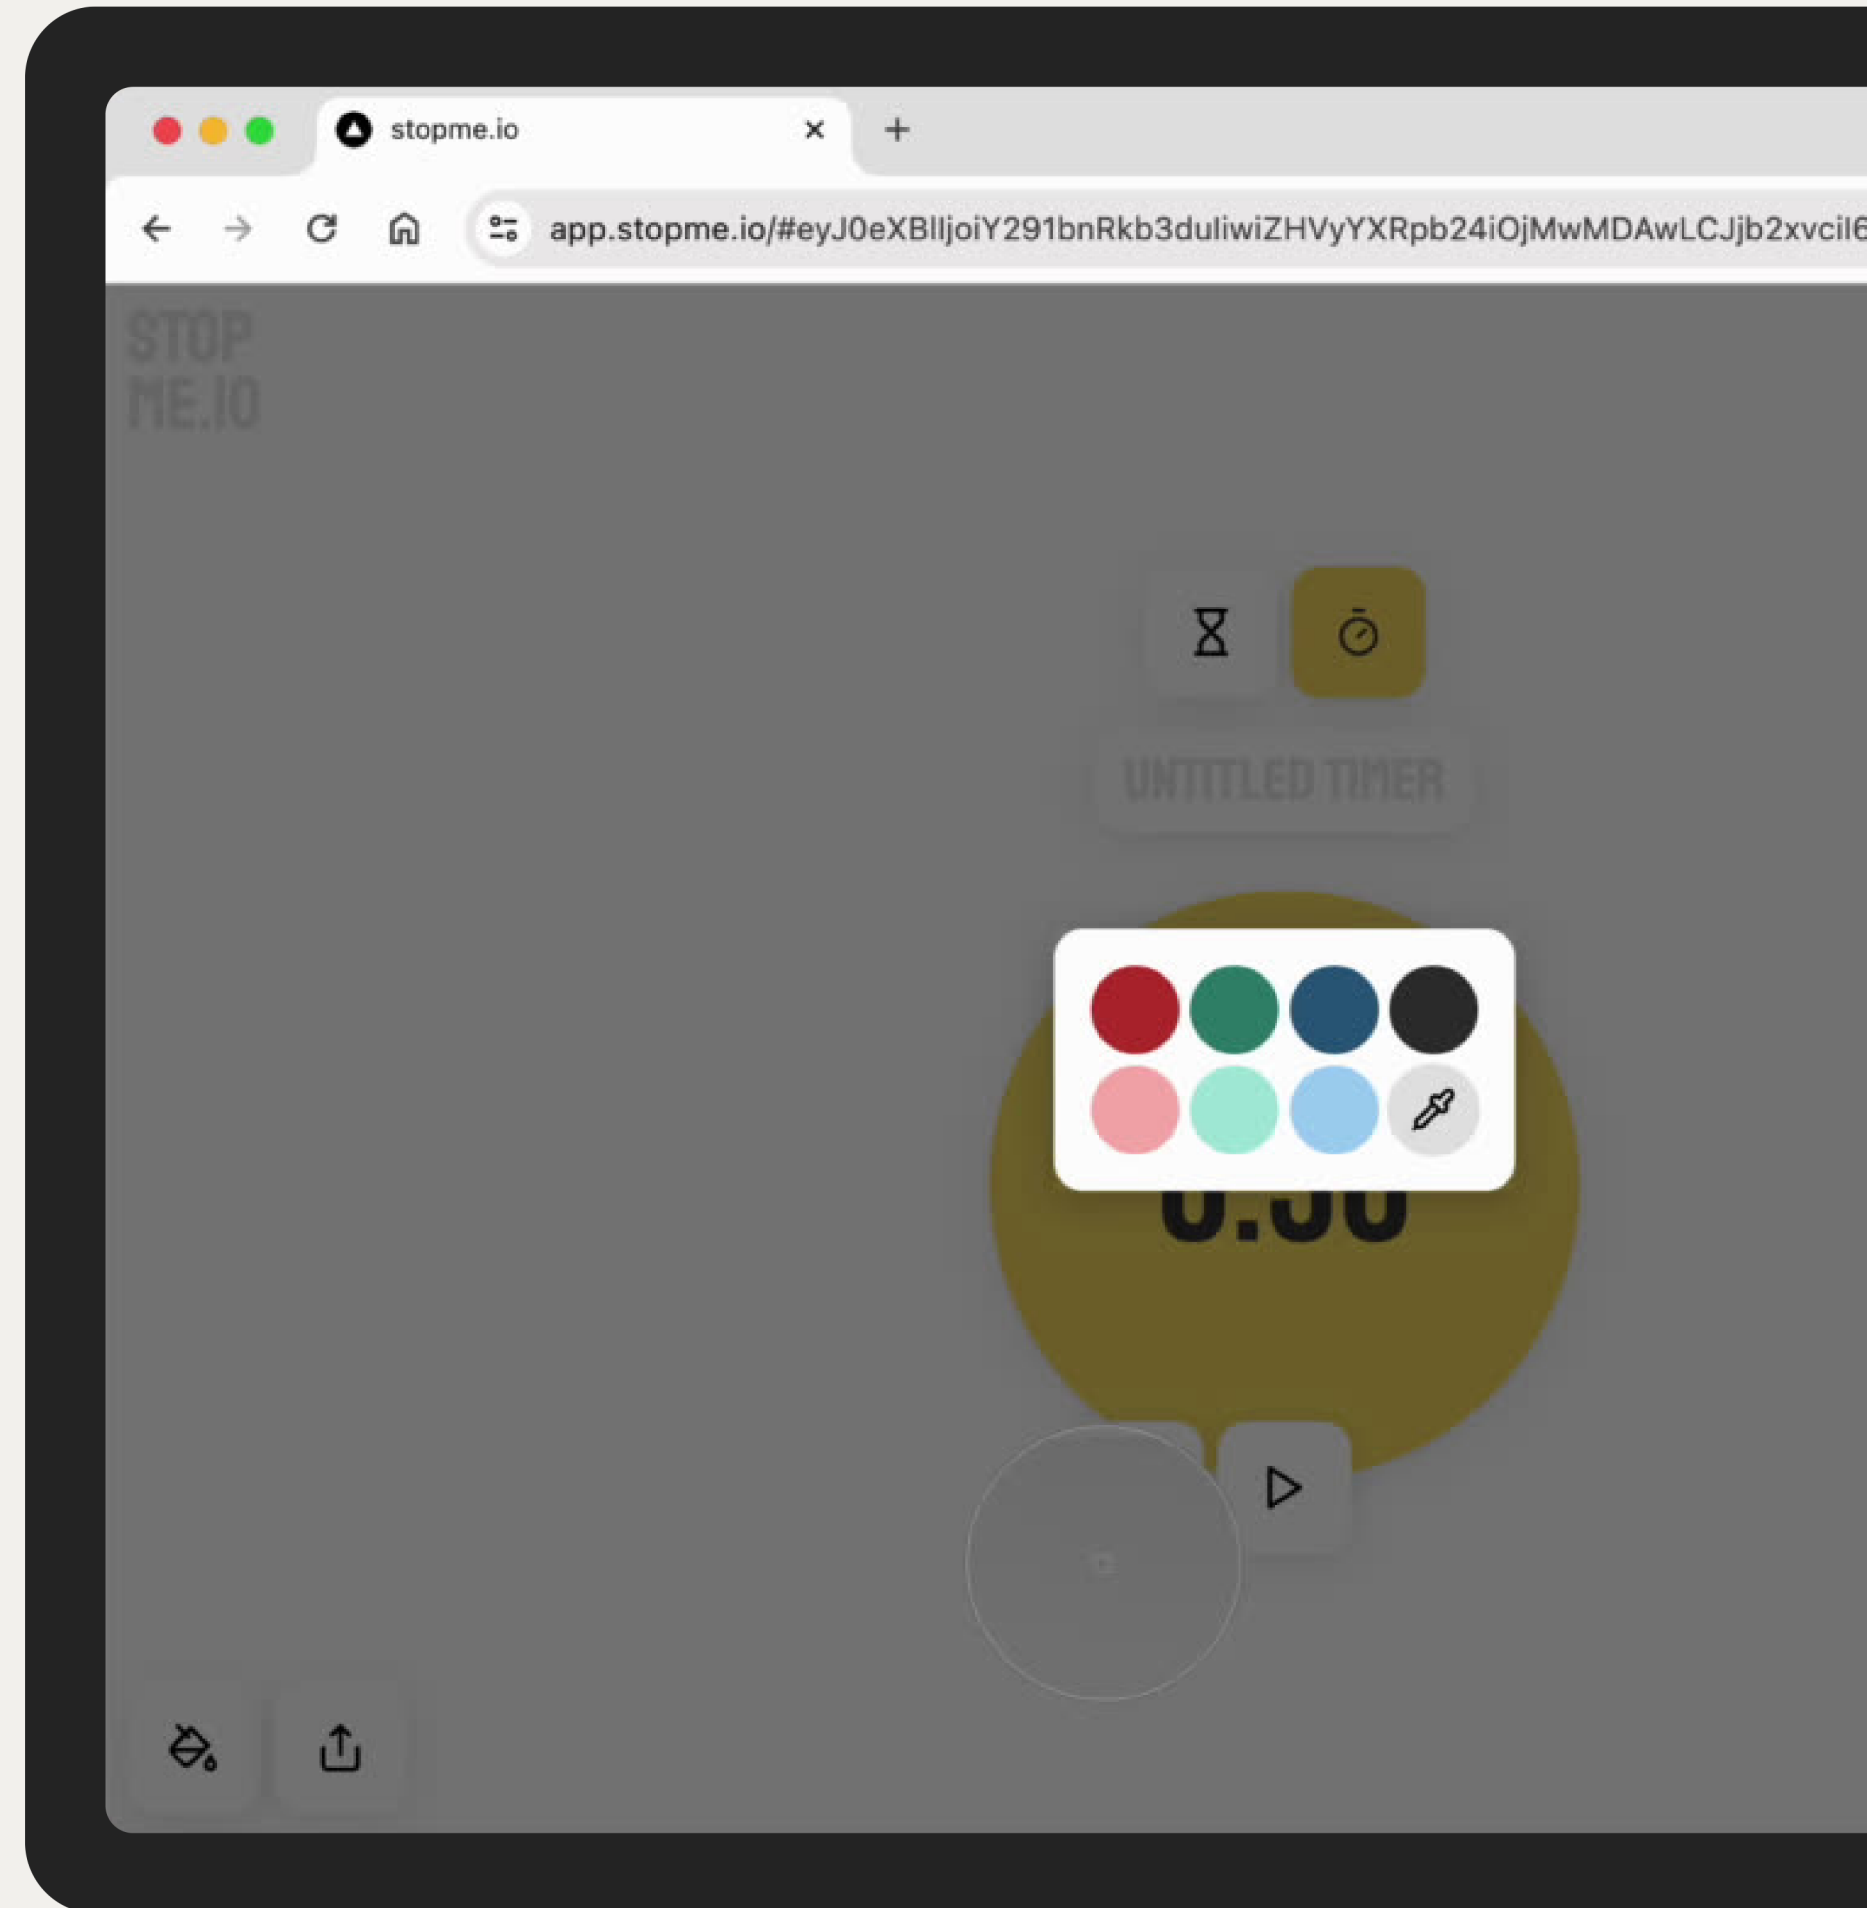 stopme.io
app.stopme.io/#eyJ0eXBlIjoiY291bnRkb3duIiwiZHVyYXRpb24iOjMwMDAwLCJjb2xvciI6
STOP
ME.IO
UNTITLED TIMER